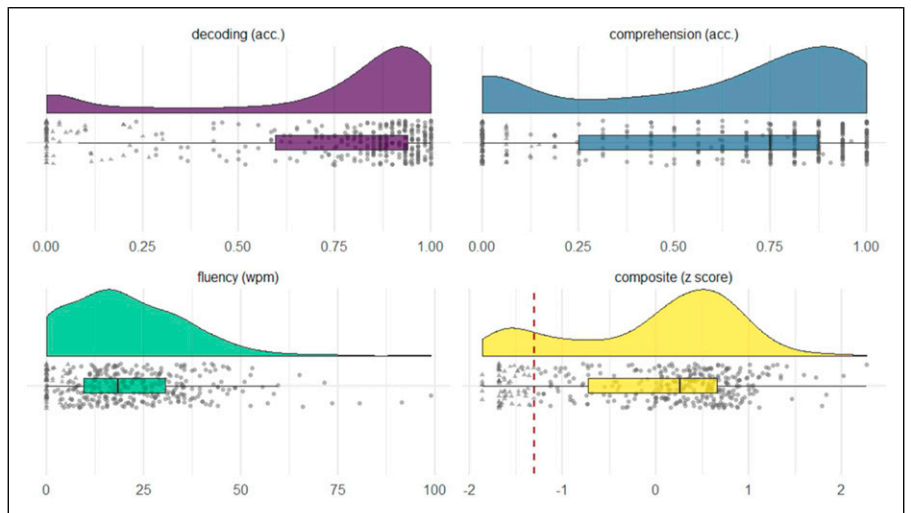 decoding (acc.)
comprehension (acc.)
0.00 0.25 0.50 0.75 1.00
0.00 0.25 0.50 0.75 1.00
fluency (wpm)
composite (z score)
0 25 50 75 100
-2 -1 0 1 2